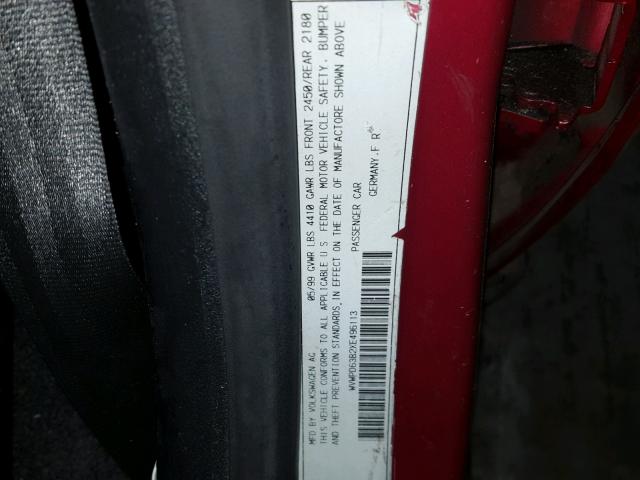 MFD BY VOLKSWAGEN AG
05/99 GVWR LBS 4410 GAWR LBS FRONT 2450/REAR 2180
THIS VEHICLE CONFORMS TO ALL APPLICABLE U S FEDERAL MOTOR VEHICLE SAFETY, BUMPER
AND THEFT PREVENTION STANDARDS, IN EFFECT ON THE DATE OF MANUFACTORE SHOWN ABOVE
WVWPD63B2XE496113 PASSENGER CAR
GERMANY.F R